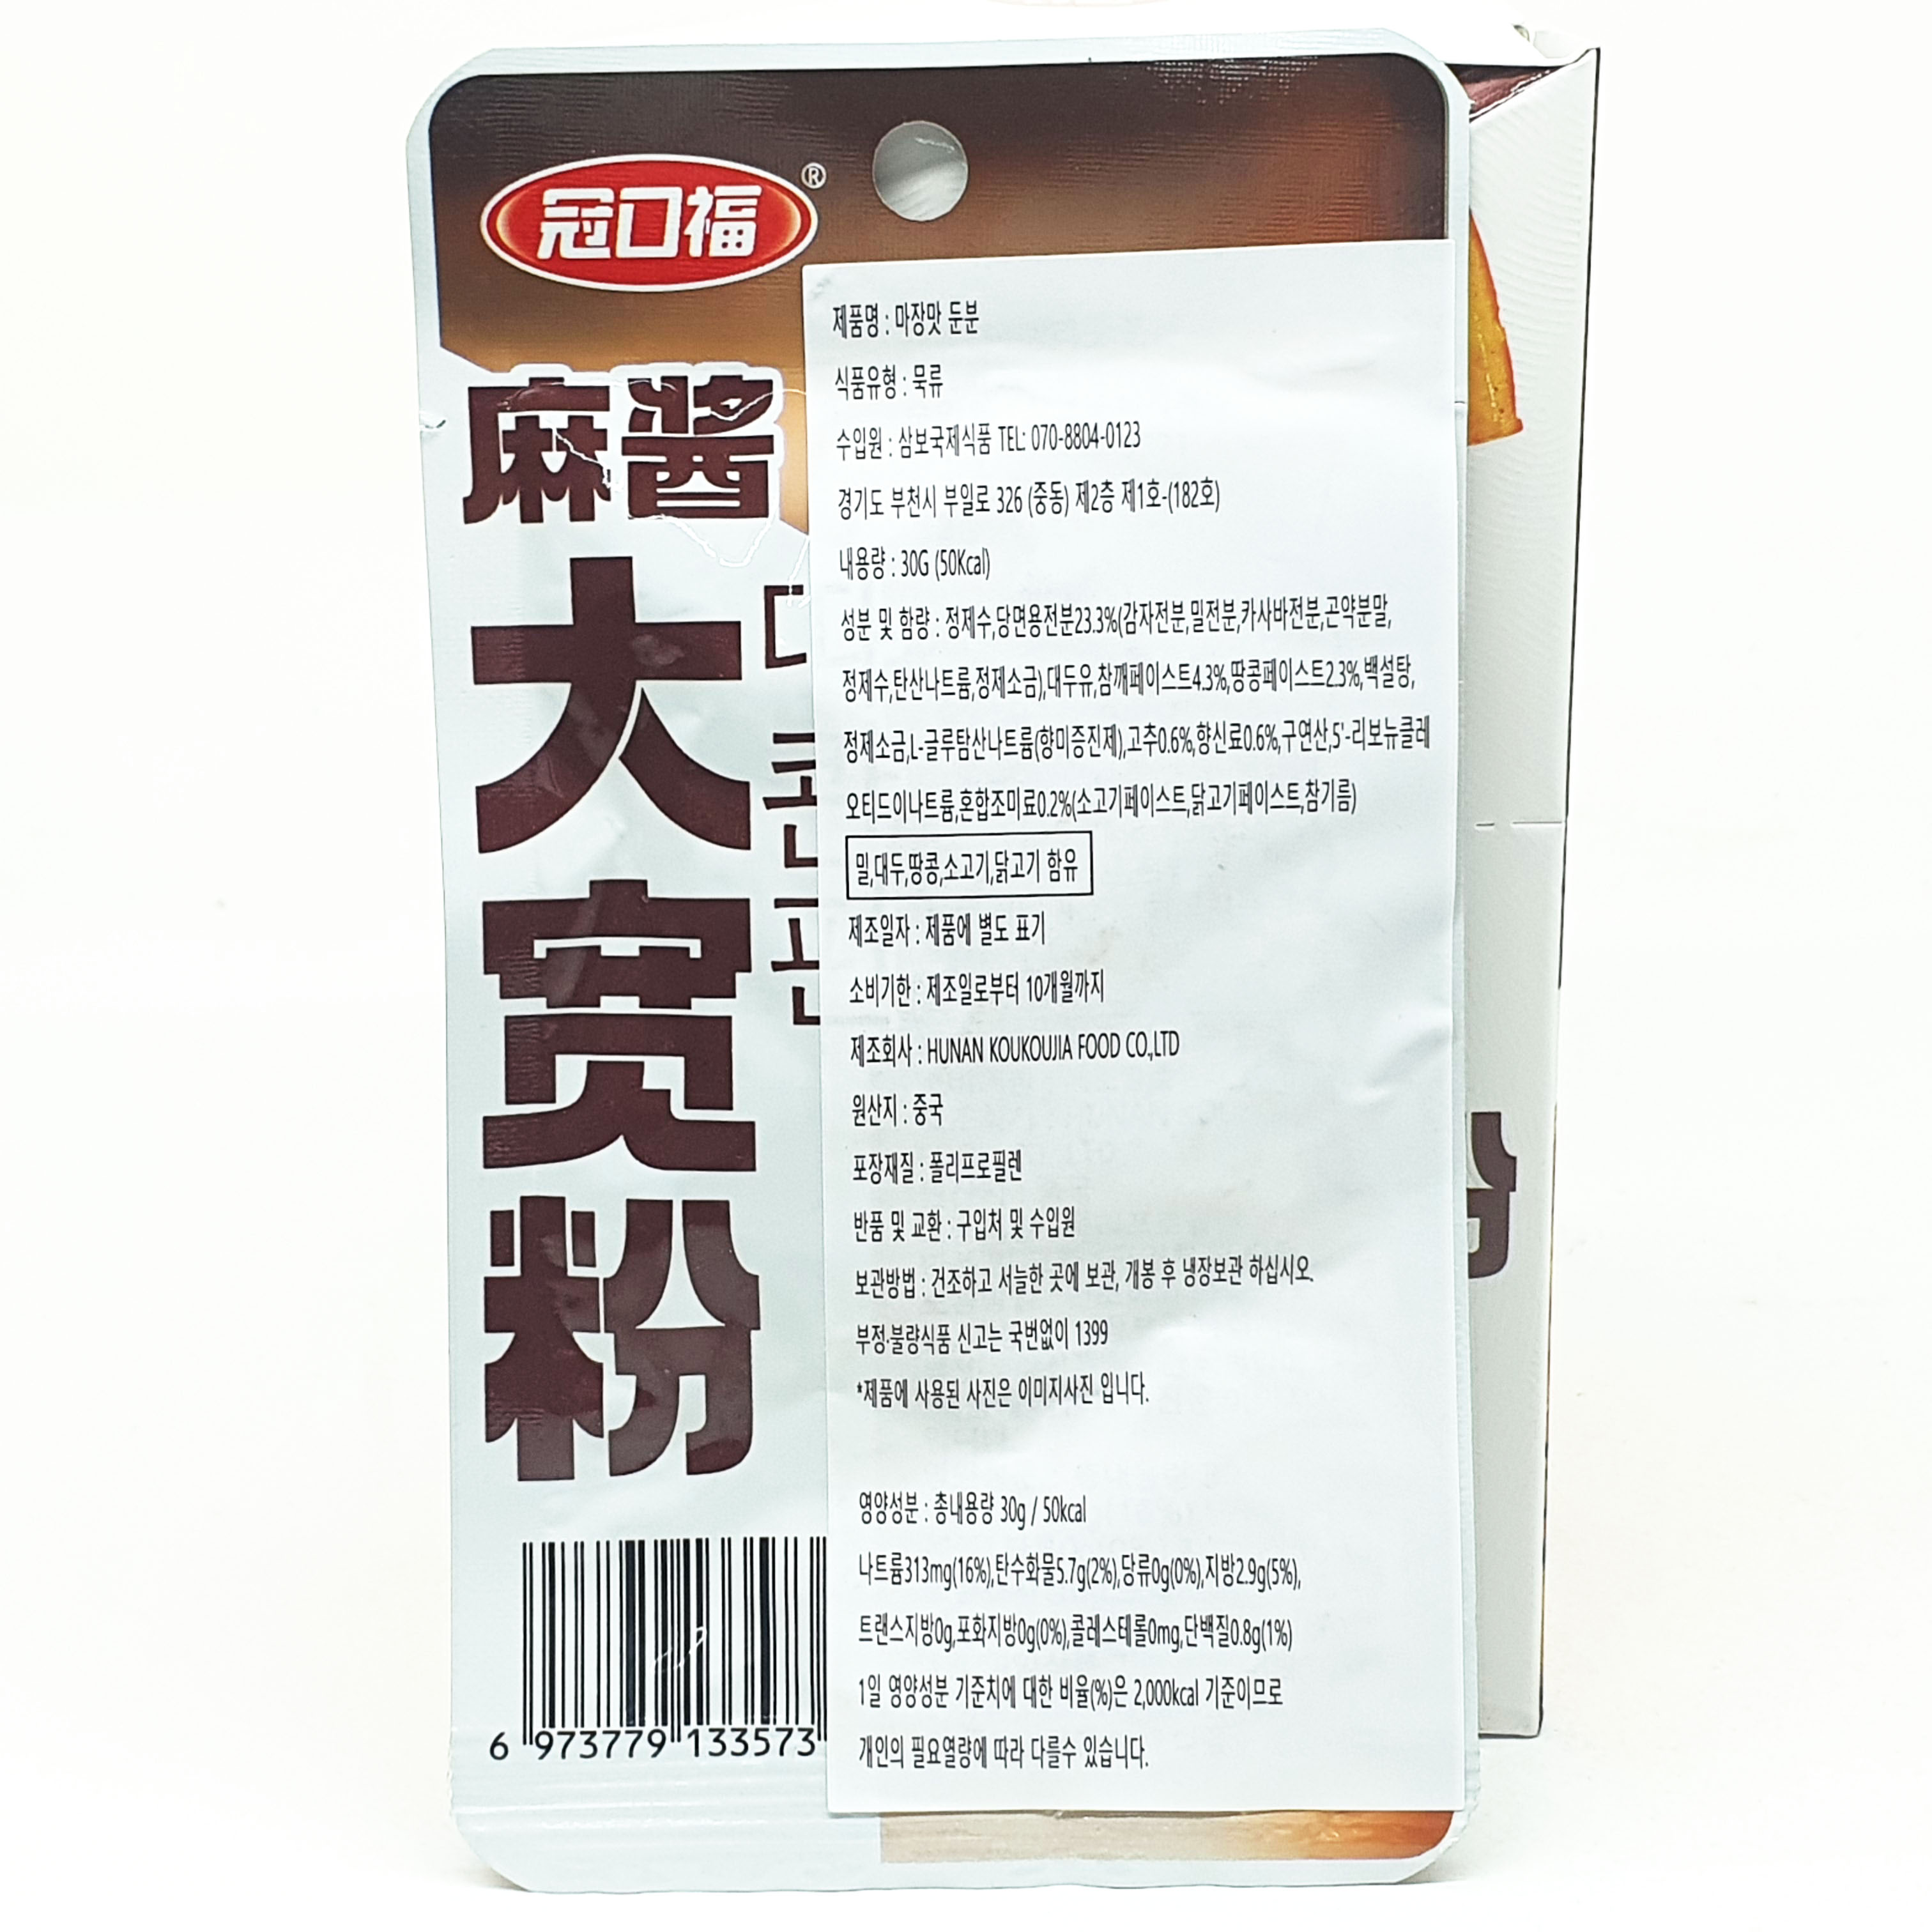 冠口福®
麻酱
大宽粉
제품명 : 마장맛 둔분
식품유형 : 묵류
수입원 : 삼보국제식품 TEL: 070-8804-0123
경기도 부천시 부일로 326 (중동) 제2층 제1호-(182호)
내용량 : 30G (50Kcal)
성분 및 함량 : 정제수,당면용전분23.3%(감자전분,밀전분,카사바전분,곤약분말,
정제수,탄산나트륨,정제소금),대두유,참깨페이스트4.3%,땅콩페이스트2.3%,백설탕,
정제소금,L-글루탐산나트륨(향미증진제),고추0.6%,향신료0.6%,구연산,5'-리보뉴클레
오티드이나트륨,혼합조미료0.2%(소고기페이스트,닭고기페이스트,참기름)
밀,대두,땅콩,소고기,닭고기 함유
제조일자 : 제품에 별도 표기
소비기한 : 제조일로부터 10개월까지
제조회사 : HUNAN KOUKOUJIA FOOD CO,.LTD
원산지 : 중국
포장재질 : 폴리프로필렌
반품 및 교환 : 구입처 및 수입원
보관방법 : 건조하고 서늘한 곳에 보관, 개봉 후 냉장보관 하십시오.
부정·불량식품 신고는 국번없이 1399
*제품에 사용된 사진은 이미지사진 입니다.
영양성분 : 총내용량 30g / 50kcal
나트륨313mg(16%),탄수화물5.7g(2%),당류0g(0%),지방2.9g(5%),
트랜스지방0g,포화지방0g(0%),콜레스테롤0mg,단백질0.8g(1%)
1일 영양성분 기준치에 대한 비율(%)은 2,000kcal 기준이므로
개인의 필요열량에 따라 다를수 있습니다.
6 973779 133573